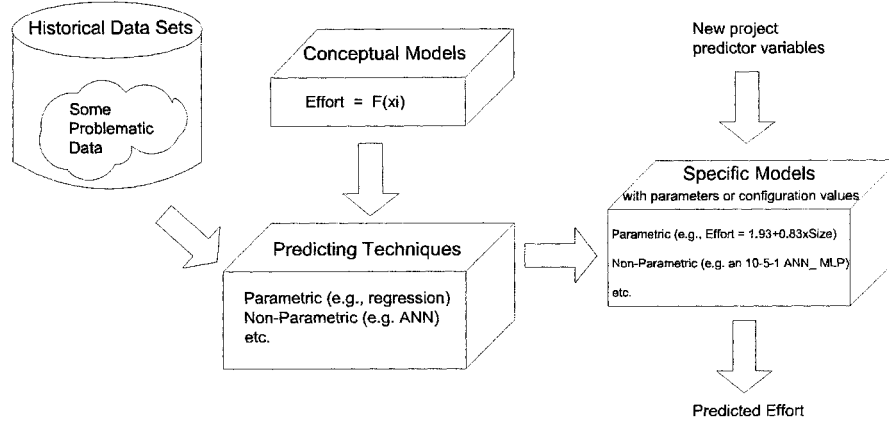 Historical Data Sets
Some
Problematic
Data
Conceptual Models
Effort = F(xi)
New project
predictor variables
Predicting Techniques
Parametric (e.g., regression)
Non-Parametric (e.g. ANN)
etc.
Specific Models
with parameters or configuration values
Parametric (e.g., Effort = 1.93+0.83xSize)
Non-Parametric (e.g. an 10-5-1 ANN_ MLP)
etc.
Predicted Effort